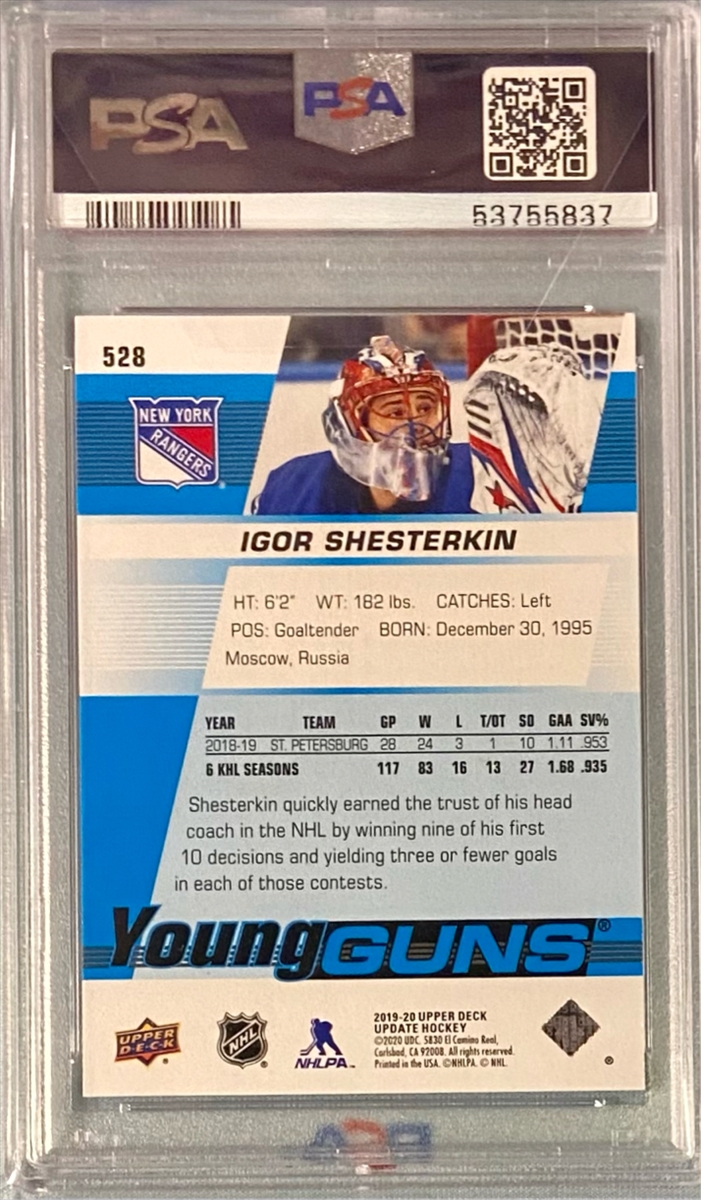 PSA PSA
53755837
528
NEW YORK
RANGERS
IGOR SHESTERKIN
HT: 6'2" WT: 182 lbs. CATCHES: Left
POS: Goaltender BORN: December 30, 1995
Moscow, Russia
YEAR TEAM GP W L T/OT SO GAA SV%
2018-19 ST. PETERSBURG 28 24 3 1 10 1.11 .953
6 KHL SEASONS 117 83 16 13 27 1.68 .935
Shesterkin quickly earned the trust of his head
coach in the NHL by winning nine of his first
10 decisions and yielding three or fewer goals
in each of those contests.
Young GUNS®
UPPER
D·E·C·K
NHL
NHLPA
2019-20 UPPER DECK
UPDATE HOCKEY
©2020 UDC. 5830 El Camino Real,
Carlsbad, CA 92008. All rights reserved.
Printed in the USA. ©NHLPA. © NHL.
PSA